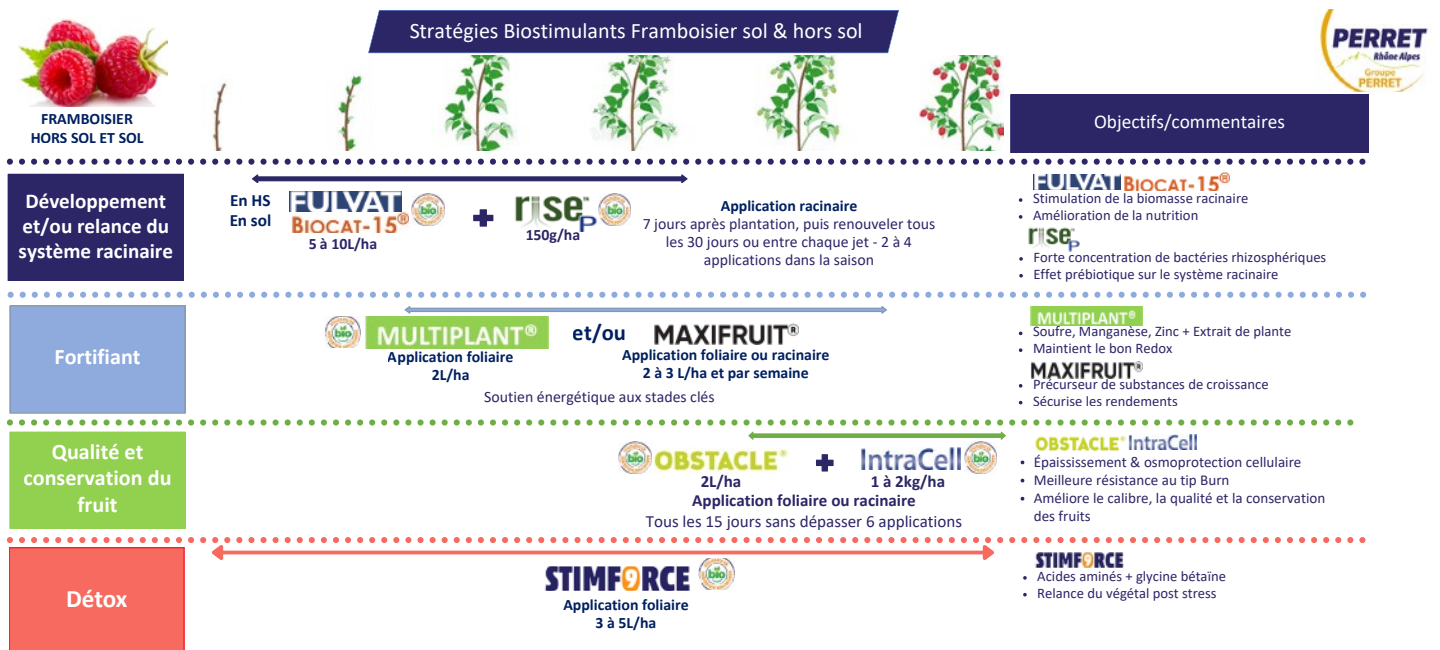 Stratégies Biostimulants Framboisier sol & hors sol
PERRET
Rhône Alpes
Groupe
PERRET
FRAMBOISIER
HORS SOL ET SOL
Objectifs/commentaires
Développement
et/ou relance du
système racinaire
En HS
En sol
FULVAT
BIOCAT-15®
bio
5 à 10L/ha
+
rise P
bio
150g/ha
Application racinaire
7 jours après plantation, puis renouveler tous
les 30 jours ou entre chaque jet - 2 à 4
applications dans la saison
FULVAT BIOCAT-15®
• Stimulation de la biomasse racinaire
• Amélioration de la nutrition
rise P
• Forte concentration de bactéries rhizosphériques
• Effet prébiotique sur le système racinaire
Fortifiant
bio
MULTIPLANT®
Application foliaire
2L/ha
et/ou
MAXIFRUIT®
Application foliaire ou racinaire
2 à 3 L/ha et par semaine
Soutien énergétique aux stades clés
MULTIPLANT®
• Soufre, Manganèse, Zinc + Extrait de plante
• Maintient le bon Redox
MAXIFRUIT®
• Précurseur de substances de croissance
• Sécurise les rendements
Qualité et
conservation du
fruit
bio
OBSTACLE®
2L/ha
+
IntraCell
bio
1 à 2kg/ha
Application foliaire ou racinaire
Tous les 15 jours sans dépasser 6 applications
OBSTACLE® IntraCell
• Épaississement & osmoprotection cellulaire
• Meilleure résistance au tip Burn
• Améliore le calibre, la qualité et la conservation
des fruits
Détox
STIMFORCE
bio
Application foliaire
3 à 5L/ha
STIMFORCE
• Acides aminés + glycine bétaïne
• Relance du végétal post stress